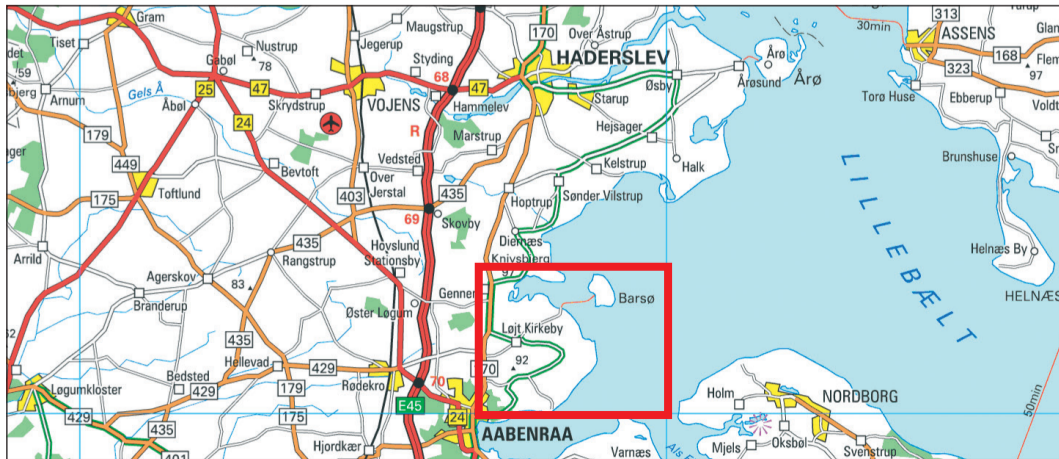 Gram
Maugstrup
170
Over Åstrup
Årø
30min
313
ASSENS
Tiset
Nustrup
78
Jegerup
Styding
HADERSLEV
Årøsund
Årø
168
323
97
59
Gabøl
Arnum
Gels Å
Åbøl
25
47
Skrydstrup
VOJENS
68
47
Hammelev
Starup
Øsby
Torø Huse
Ebberup
24
R
Marstrup
Hejsager
Brunshuse
179
449
Bevtoft
Vedsted
Over
Jerstal
435
Kelstrup
Halk
LILLEBÆLT
175
Toftlund
403
Hoptrup
Sønder Vilstrup
69
Skovby
Diernæs
435
Rangstrup
Hovslund
Stationsby
Knivsbjerg
97
Helnæs By
HELNÆS
Arrild
Agerskov
83
Branderup
Genner
Barsø
Øster Løgum
435
Løjt Kirkeby
92
Hellevad
429
Rødekro
70
Bedsted
Løgumkloster
429
179
E45
24
Holm
NORDBORG
50min
429
435
175
Hjordkær
AABENRAA
Varnæs
Mjels
Oksbøl
Svenstrup